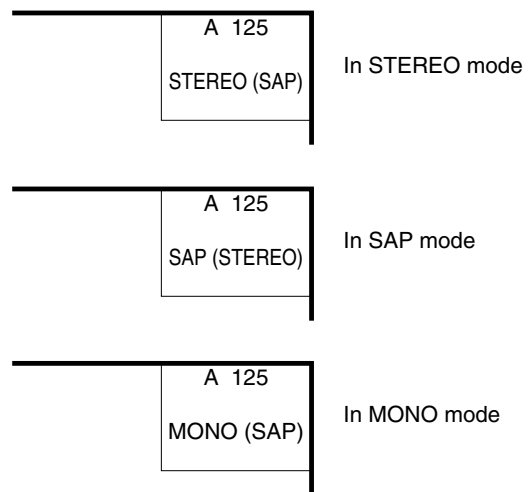 A 125
STEREO (SAP)
In STEREO mode
A 125
SAP (STEREO)
In SAP mode
A 125
MONO (SAP)
In MONO mode